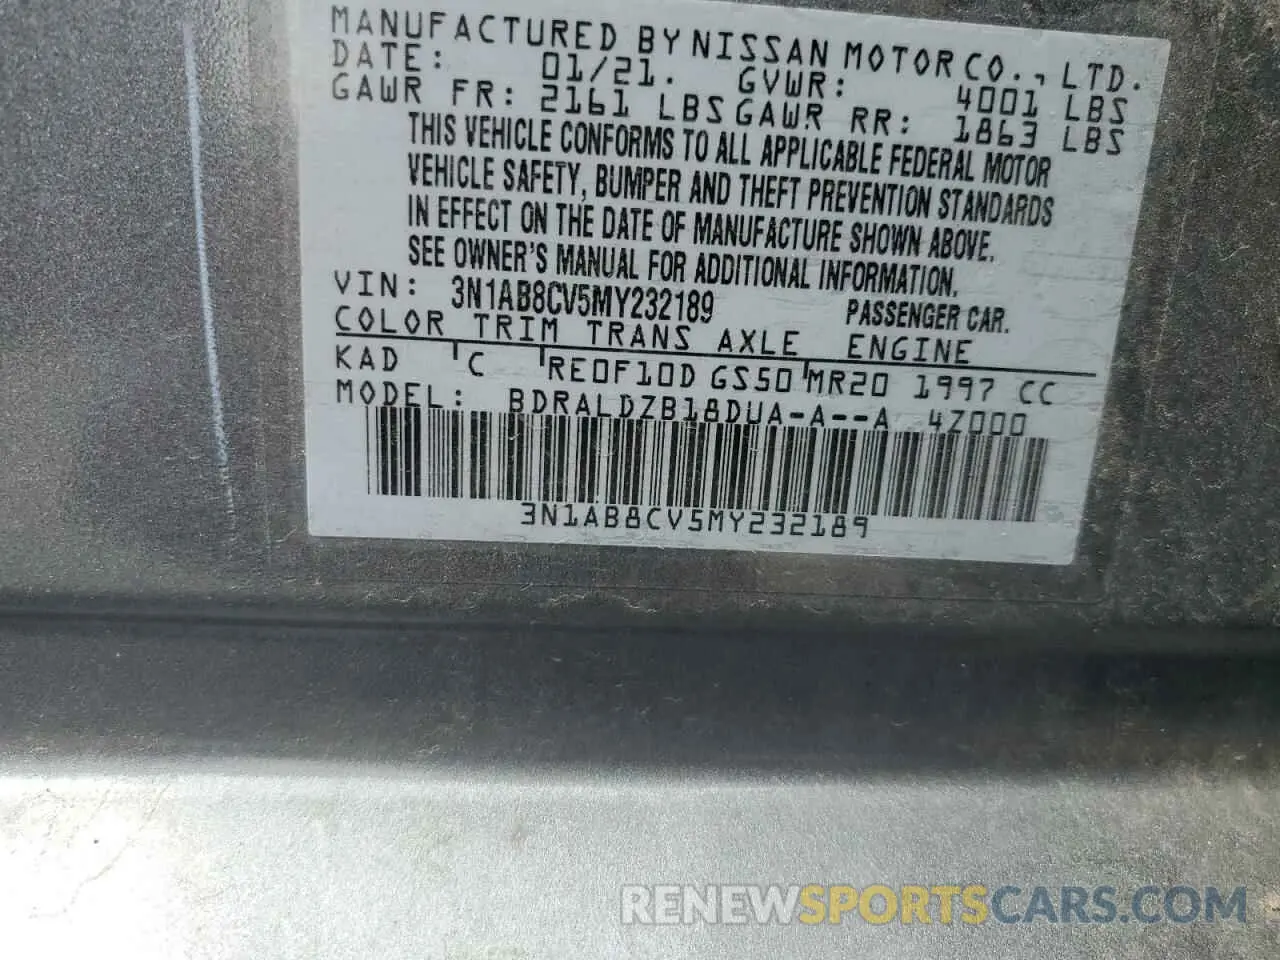 MANUFACTURED BY NISSAN MOTOR CO., LTD.
DATE: 01/21. GVWR: 4001 LBS
GAWR FR: 2161 LBS GAWR RR: 1863 LBS
THIS VEHICLE CONFORMS TO ALL APPLICABLE FEDERAL MOTOR
VEHICLE SAFETY, BUMPER AND THEFT PREVENTION STANDARDS
IN EFFECT ON THE DATE OF MANUFACTURE SHOWN ABOVE.
SEE OWNER'S MANUAL FOR ADDITIONAL INFORMATION.
VIN: 3N1AB8CV5MY232189 PASSENGER CAR.
COLOR TRIM TRANS AXLE ENGINE
KAD C RE0F10D GS50 MR20 1997 CC
MODEL: BDRALDZB18DUA-A--A 4Z000
3N1AB8CV5MY232189
RENEWSPORTSCARS.COM